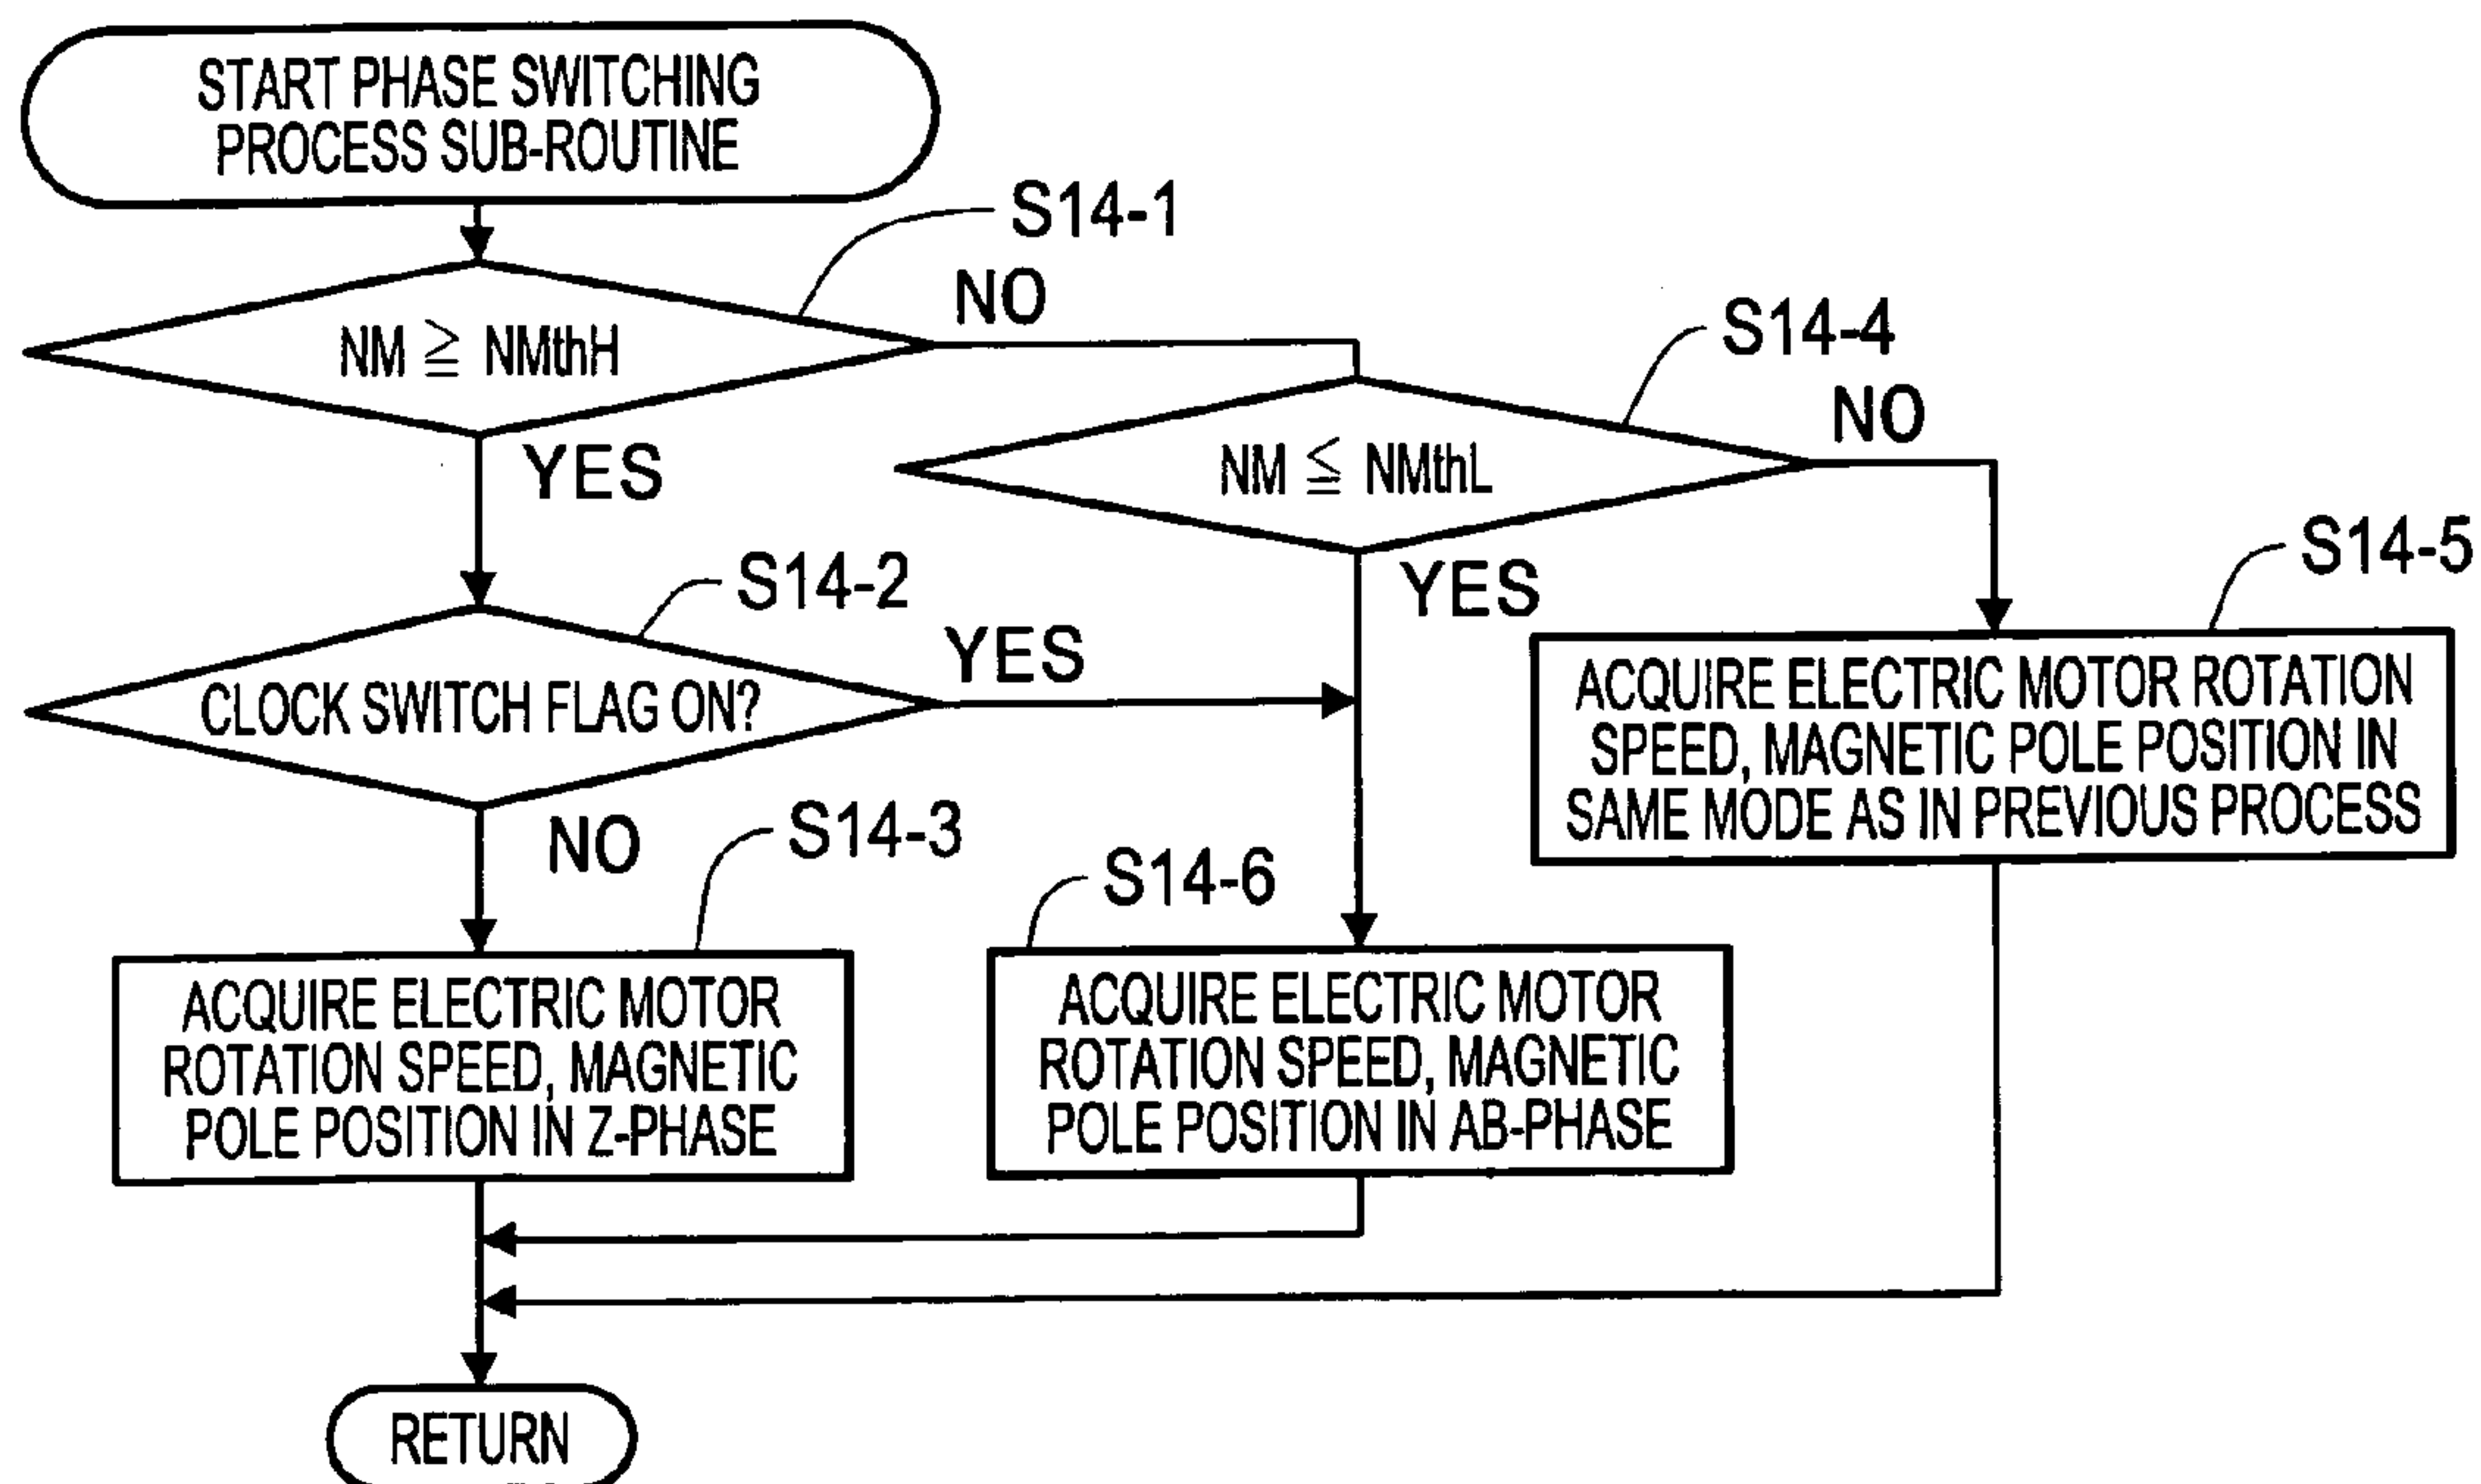 START PHASE SWITCHING
PROCESS SUB-ROUTINE
S14-1
NM ≧ NMthH
NO
YES
S14-4
NM ≦ NMthL
NO
YES
S14-2
CLOCK SWITCH FLAG ON?
YES
NO
S14-5
ACQUIRE ELECTRIC MOTOR ROTATION
SPEED, MAGNETIC POLE POSITION IN
SAME MODE AS IN PREVIOUS PROCESS
S14-3
ACQUIRE ELECTRIC MOTOR
ROTATION SPEED, MAGNETIC
POLE POSITION IN Z-PHASE
S14-6
ACQUIRE ELECTRIC MOTOR
ROTATION SPEED, MAGNETIC
POLE POSITION IN AB-PHASE
RETURN